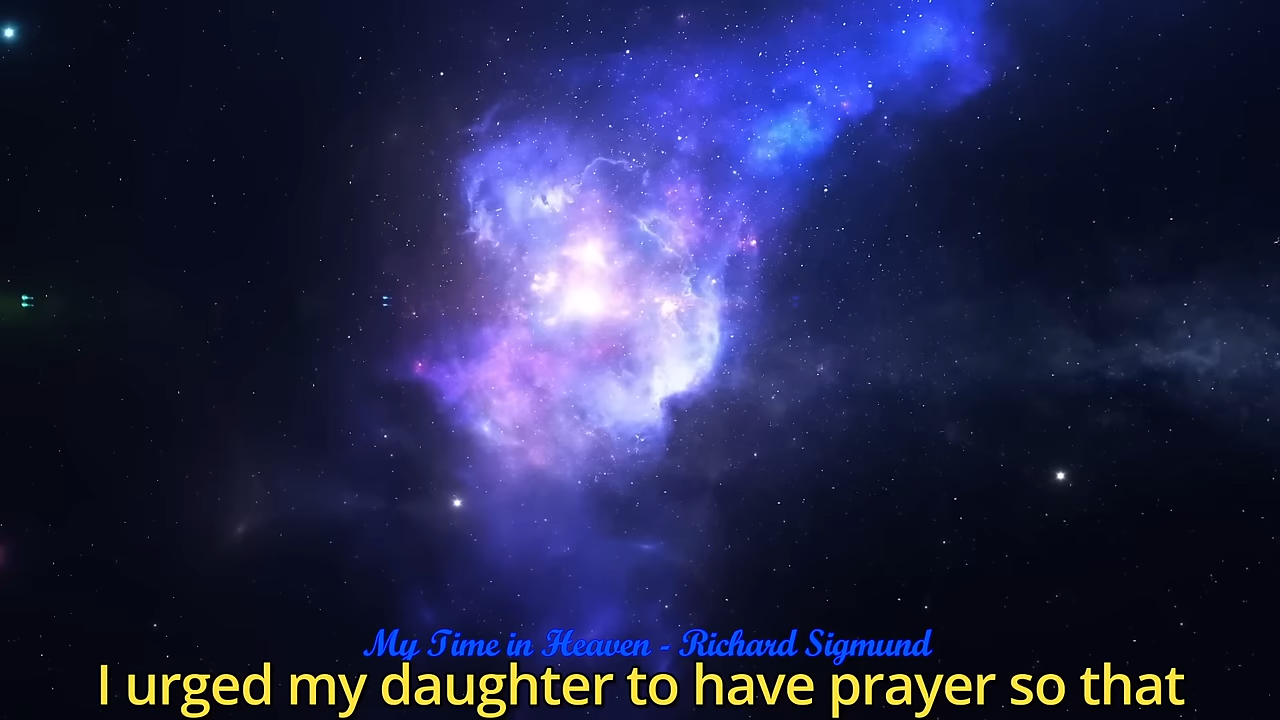 My Time in Heaven - Richard Sigmund
I urged my daughter to have prayer so that